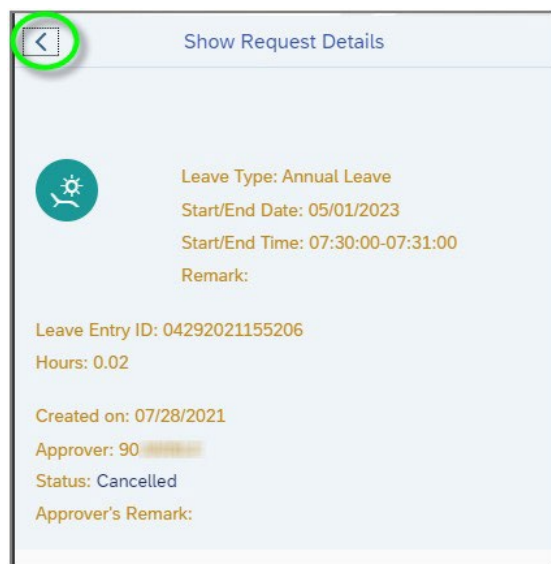 Show Request Details
Leave Type: Annual Leave
Start/End Date: 05/01/2023
Start/End Time: 07:30:00-07:31:00
Remark:
Leave Entry ID: 04292021155206
Hours: 0.02
Created on: 07/28/2021
Approver: 90
Status: Cancelled
Approver's Remark: